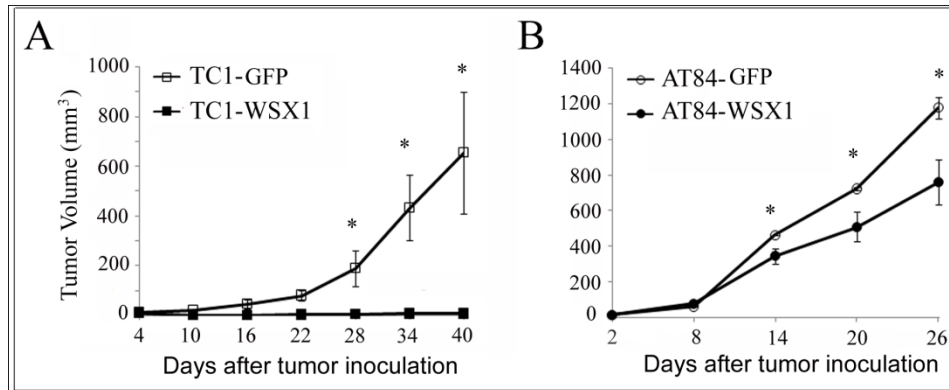 A
B
TC1-GFP
TC1-WSX1
AT84-GFP
AT84-WSX1
Tumor Volume (mm³)
1000
800
600
400
200
0
1400
1200
1000
800
600
400
200
0
*
*
*
*
*
*
4 10 16 22 28 34 40
2 8 14 20 26
Days after tumor inoculation
Days after tumor inoculation